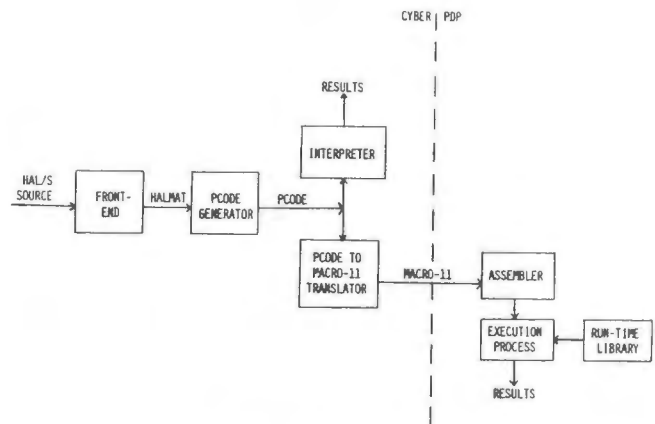 CYBER PDP
RESULTS
INTERPRETER
HAL/S
SOURCE
FRONT-
END
HALMAT
PCODE
GENERATOR
PCODE
PCODE TO
MACRO-11
TRANSLATOR
MACRO-11
ASSEMBLER
EXECUTION
PROCESS
RUN-TIME
LIBRARY
RESULTS